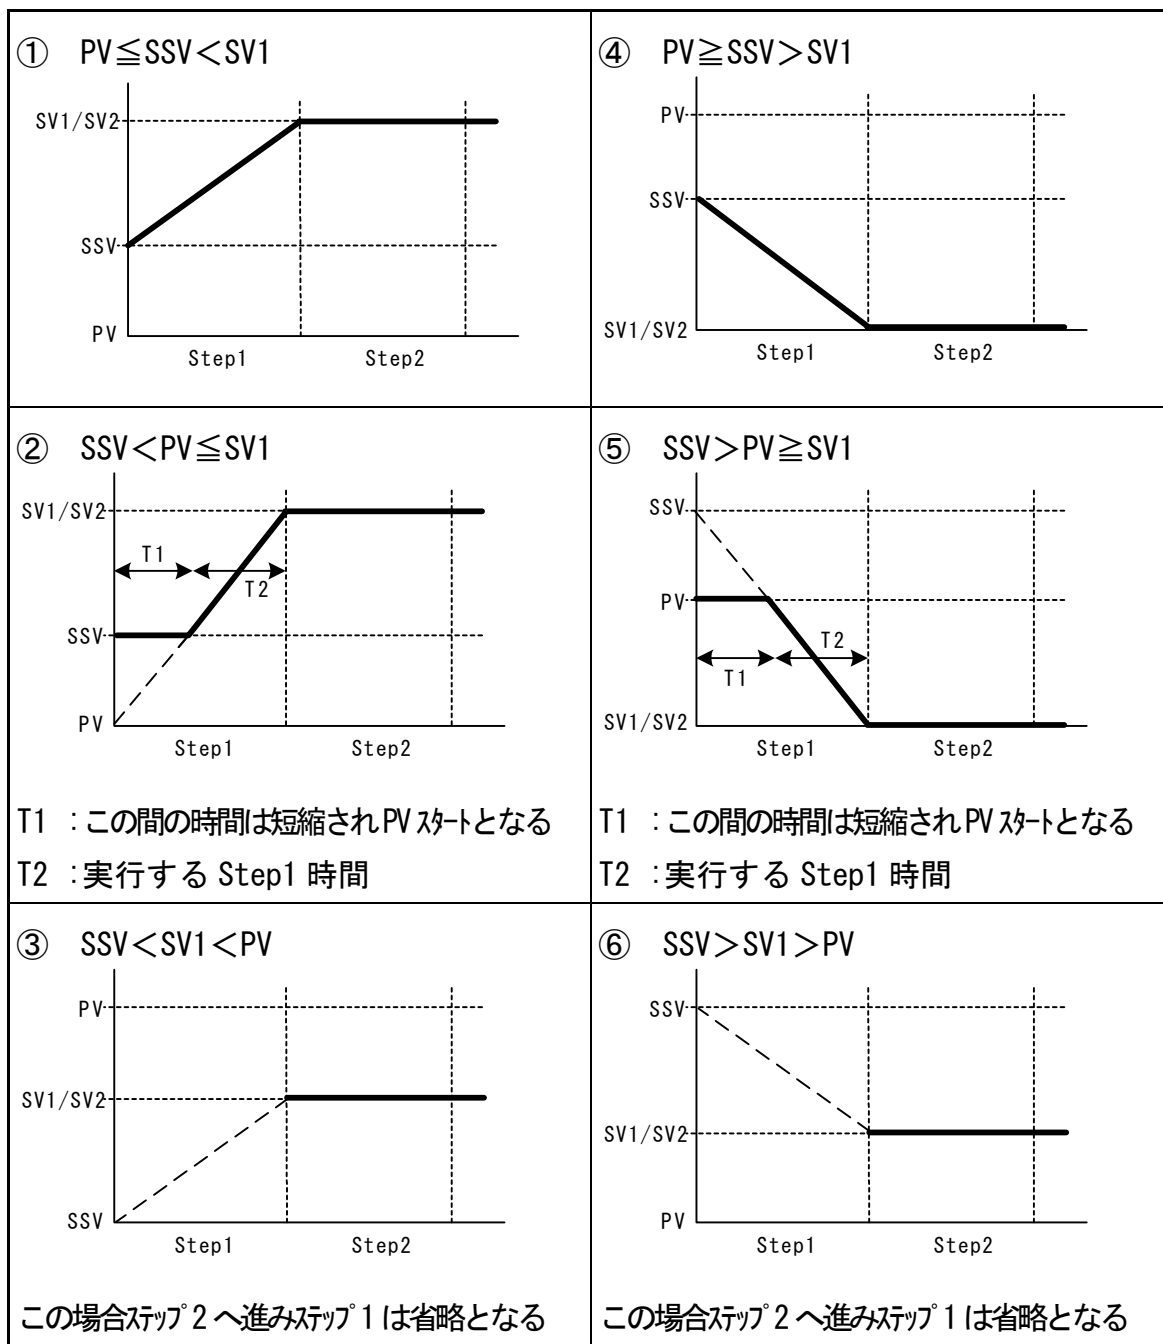 ① PV≦SSV＜SV1
SV1/SV2
SSV
PV
Step1 Step2
④ PV≧SSV＞SV1
PV
SSV
SV1/SV2
Step1 Step2
② SSV＜PV≦SV1
SV1/SV2
T1
T2
SSV
PV
Step1 Step2
T1 ：この間の時間は短縮されPVｽﾀｰﾄとなる
T2 ：実行する Step1 時間
⑤ SSV＞PV≧SV1
SSV
PV
T2
T1
SV1/SV2
Step1 Step2
T1 ：この間の時間は短縮されPVｽﾀｰﾄとなる
T2 ：実行する Step1 時間
③ SSV＜SV1＜PV
PV
SV1/SV2
SSV
Step1 Step2
この場合ｽﾃｯﾌﾟ2へ進みｽﾃｯﾌﾟ1は省略となる
⑥ SSV＞SV1＞PV
SSV
SV1/SV2
PV
Step1 Step2
この場合ｽﾃｯﾌﾟ2へ進みｽﾃｯﾌﾟ1は省略となる